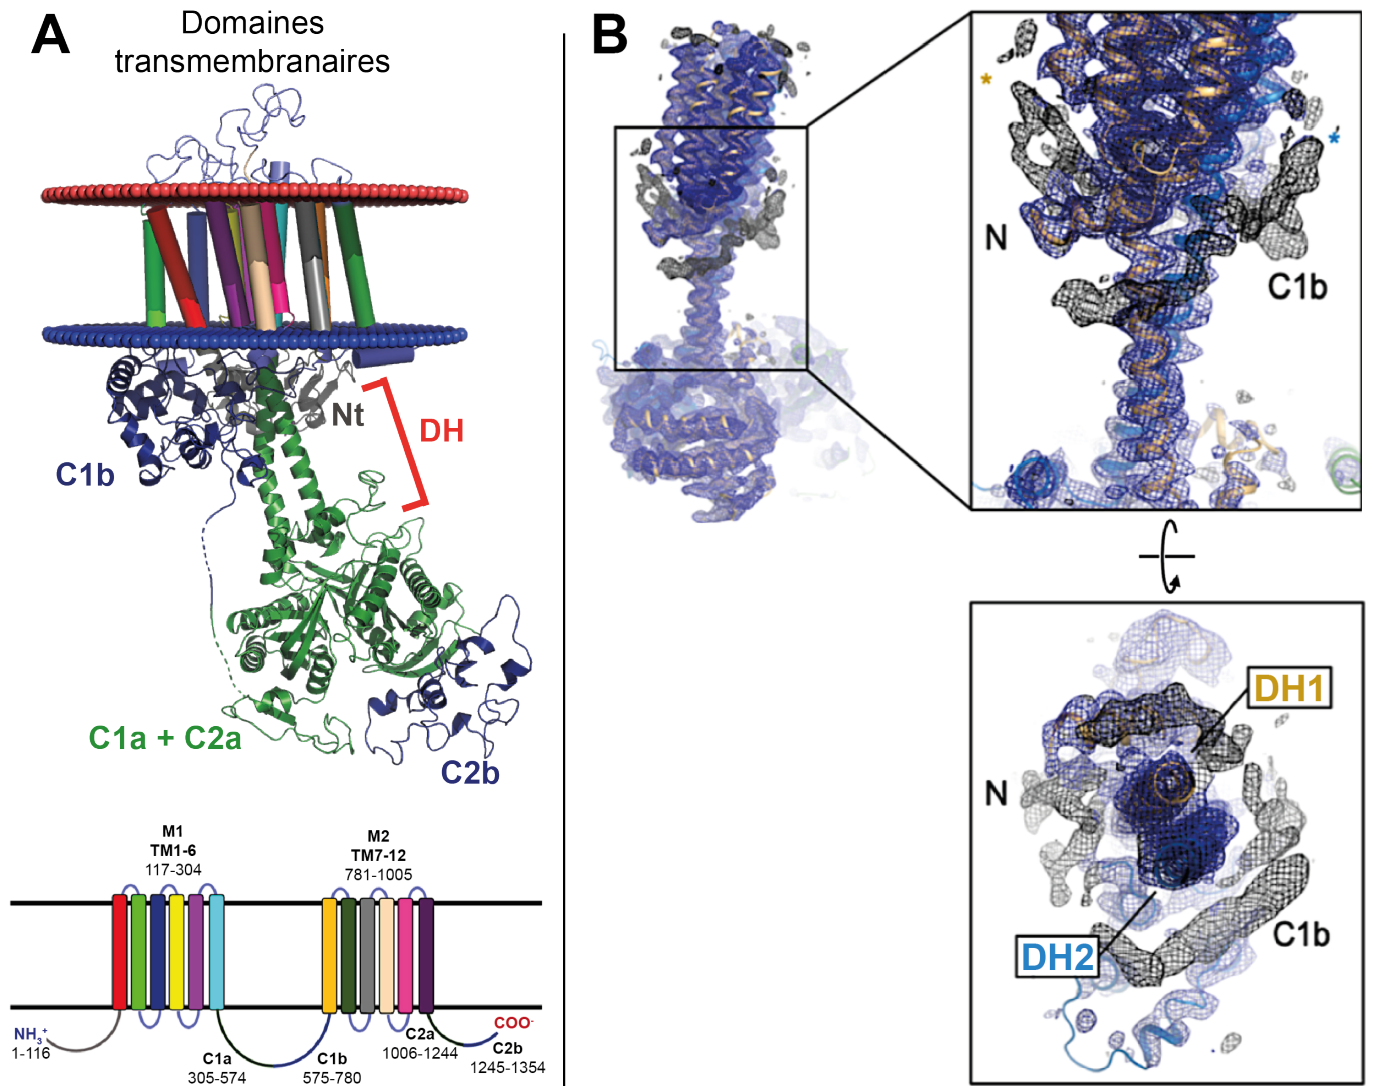 A
Domaines
transmembranaires
Nt
DH
C1b
C1a + C2a
C2b
M1
TM1-6
117-304
M2
TM7-12
781-1005
NH₃⁺
1-116
C1a
305-574
C1b
575-780
C2a
1006-1244
COO⁻
C2b
1245-1354
B
*
*
N
C1b
DH1
N
DH2
C1b